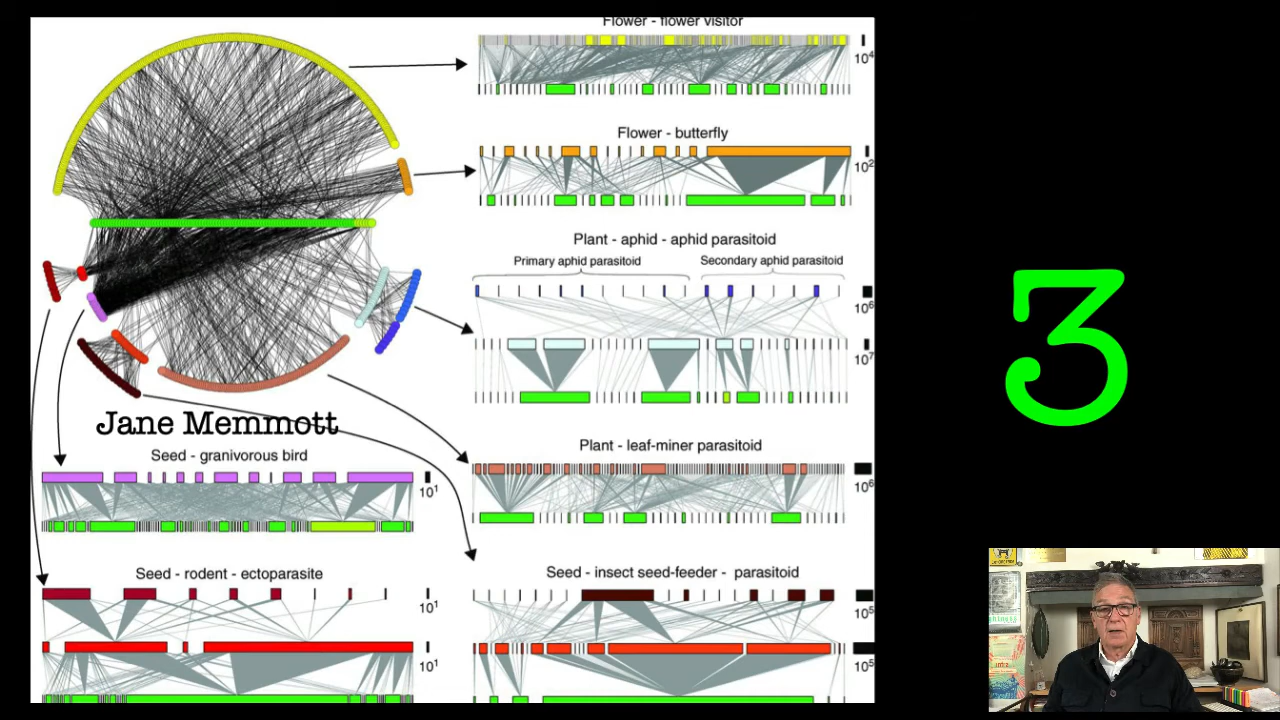 Flower - flower visitor
10⁴
Flower - butterfly
10²
Plant - aphid - aphid parasitoid
Primary aphid parasitoid
Secondary aphid parasitoid
10⁶
10⁷
3
Jane Memmott
Seed - granivorous bird
10¹
Plant - leaf-miner parasitoid
10⁶
Seed - rodent - ectoparasite
10¹
10¹
Seed - insect seed-feeder - parasitoid
10⁵
10⁵